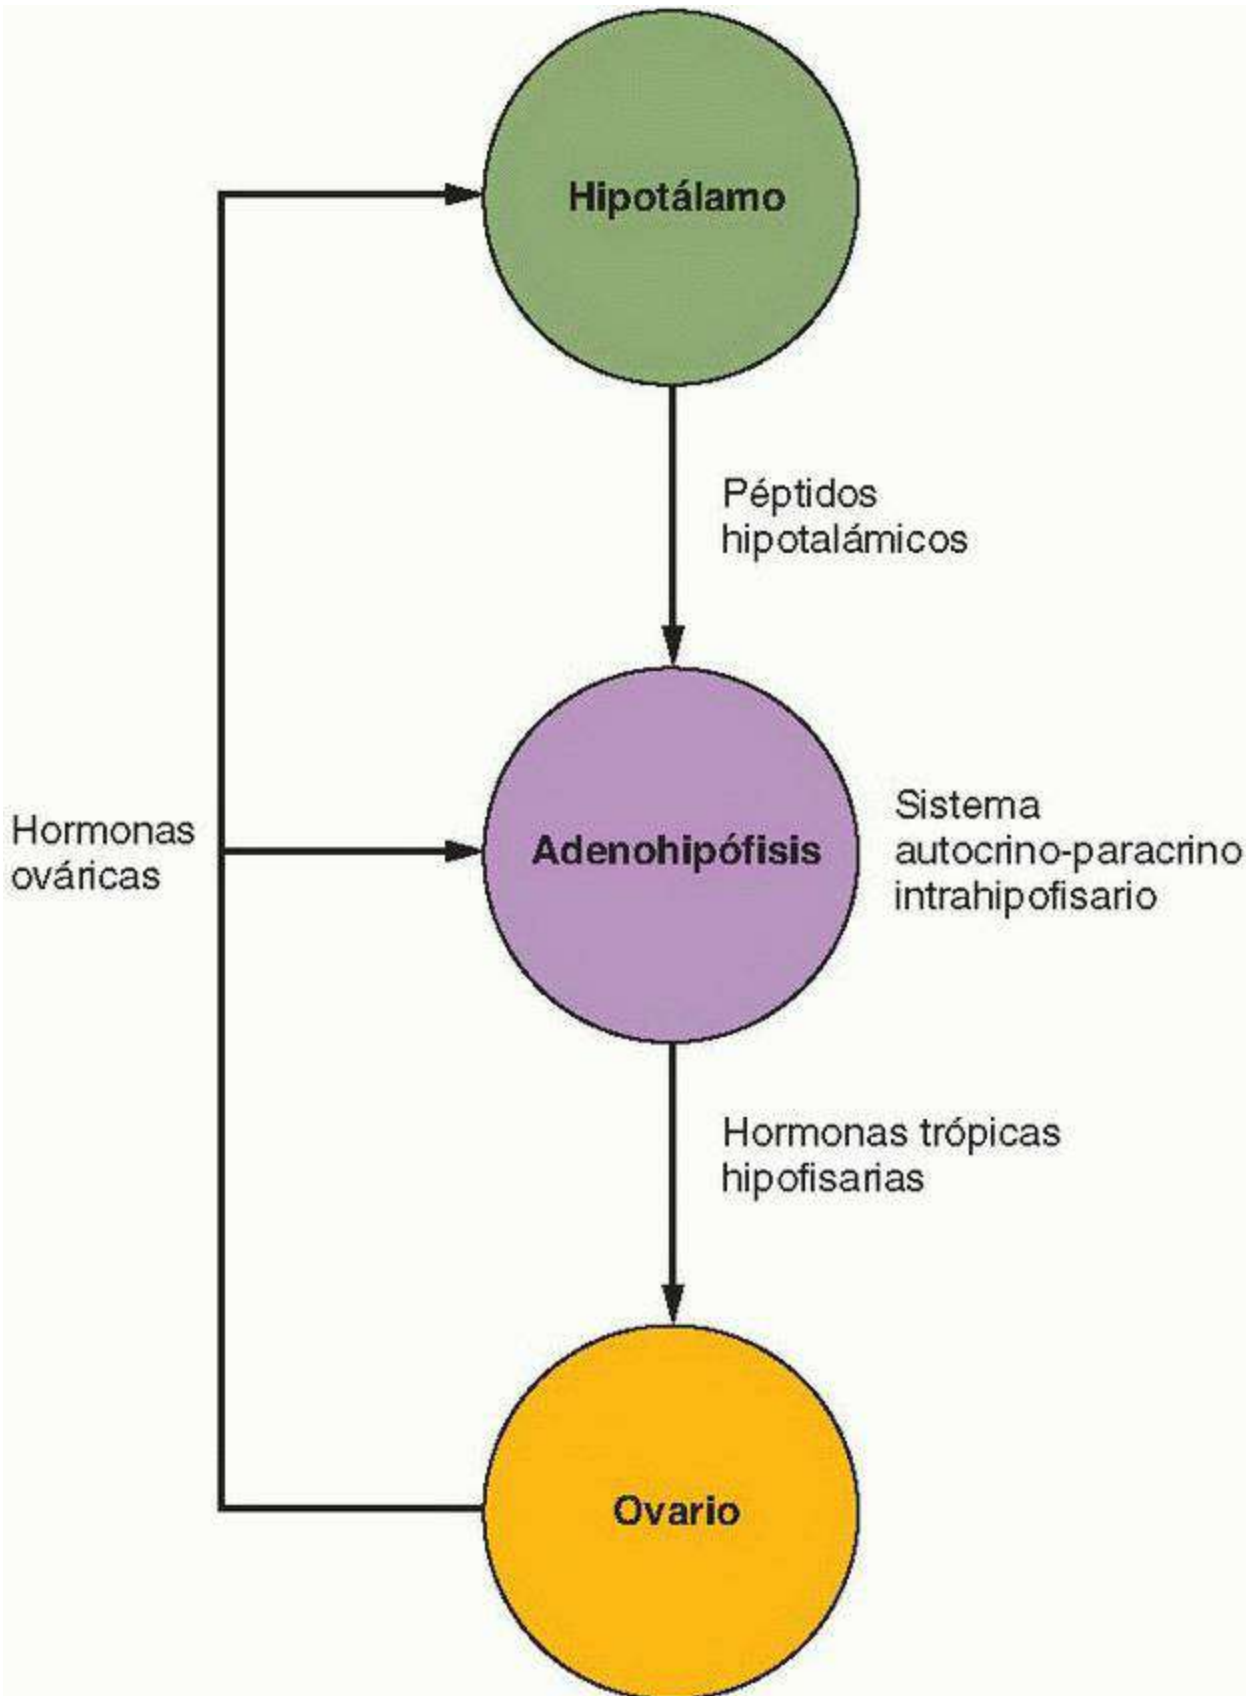 Hipotálamo
Péptidos
hipotalámicos
Hormonas
ováricas
Adenohipófisis
Sistema
autocrino-paracrino
intrahipofisario
Hormonas trópicas
hipofisarias
Ovario